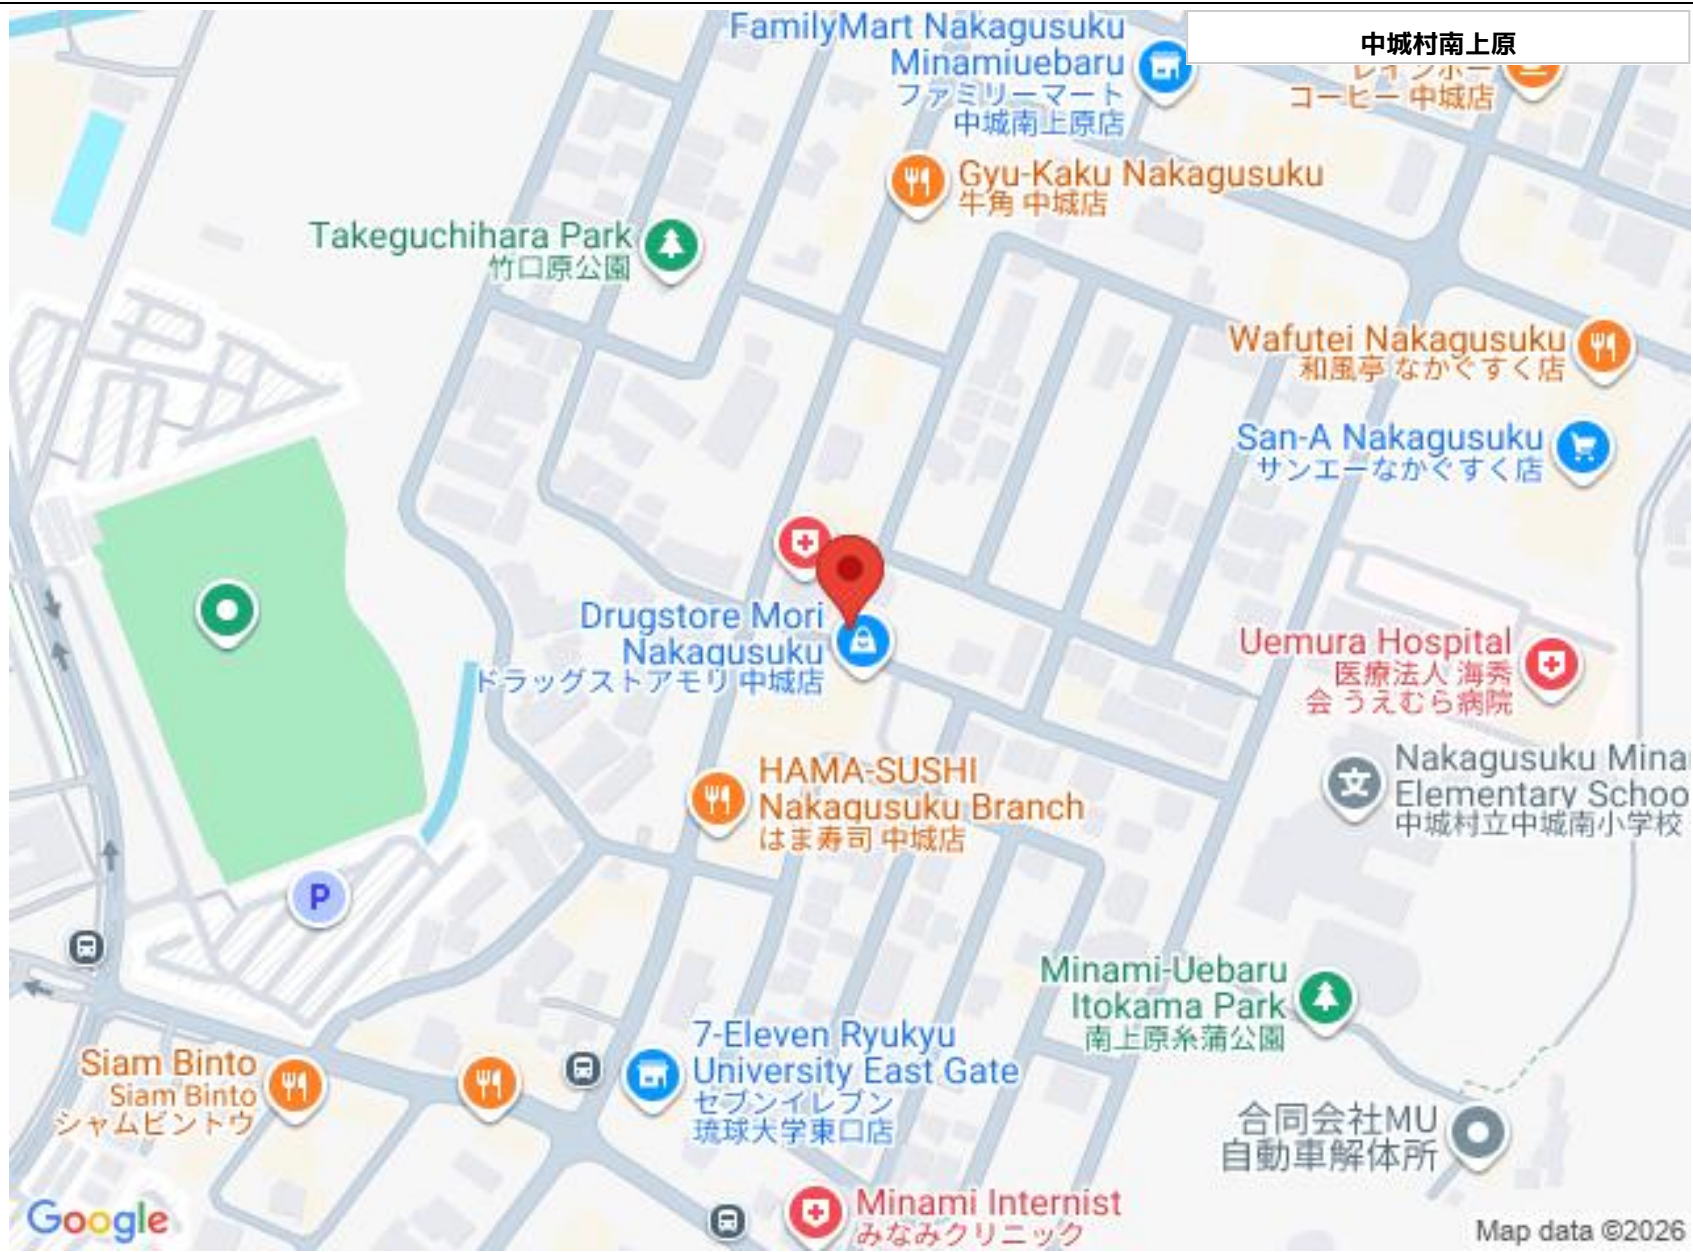 中城村南上原
FamilyMart Nakagusuku
Minamiuebaru
ファミリーマート
中城南上原店
レインボー
コーヒー 中城店
Gyu-Kaku Nakagusuku
牛角 中城店
Takeguchihara Park
竹口原公園
Wafutei Nakagusuku
和風亭 なかぐすく店
San-A Nakagusuku
サンエーなかぐすく店
Drugstore Mori
Nakagusuku
ドラッグストアモリ 中城店
Uemura Hospital
医療法人 海秀
会 うえむら病院
HAMA-SUSHI
Nakagusuku Branch
はま寿司 中城店
Nakagusuku Mina
Elementary Schoo
中城村立中城南小学校
文
P
Minami-Uebaru
Itokama Park
南上原糸蒲公園
7-Eleven Ryukyu
University East Gate
セブンイレブン
琉球大学東口店
Siam Binto
Siam Binto
シャムビントウ
合同会社MU
自動車解体所
Minami Internist
みなみクリニック
Google
Map data ©2026